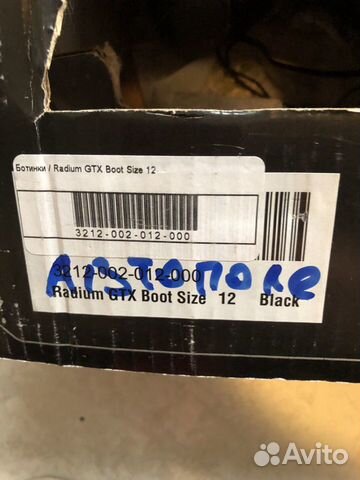 Ботинки / Radium GTX Boot Size 12
3212-002-012-000
3212-002-012-000
Radium GTX Boot Size 12 Black
Avito